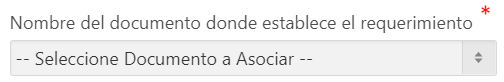 Nombre del documento donde establece el requerimiento *
-- Seleccione Documento a Asociar --